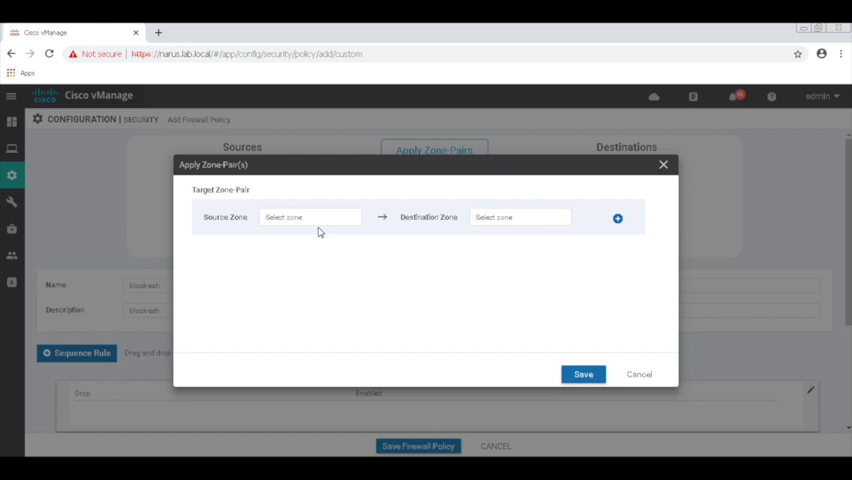 Cisco vManage
Not secure | https://narus.lab.local/#/app/config/security/policy/add/custom
Apps
CISCO Cisco vManage
admin
CONFIGURATION | SECURITY Add Firewall Policy
Sources Apply Zone-Pairs Destinations
Apply Zone-Pair(s)
Target Zone-Pair
Source Zone Select zone → Destination Zone Select zone
Name block-ssh
Description block-ssh
Sequence Rule Drag and drop
Save Cancel
Drop Enabled
Save Firewall Policy CANCEL